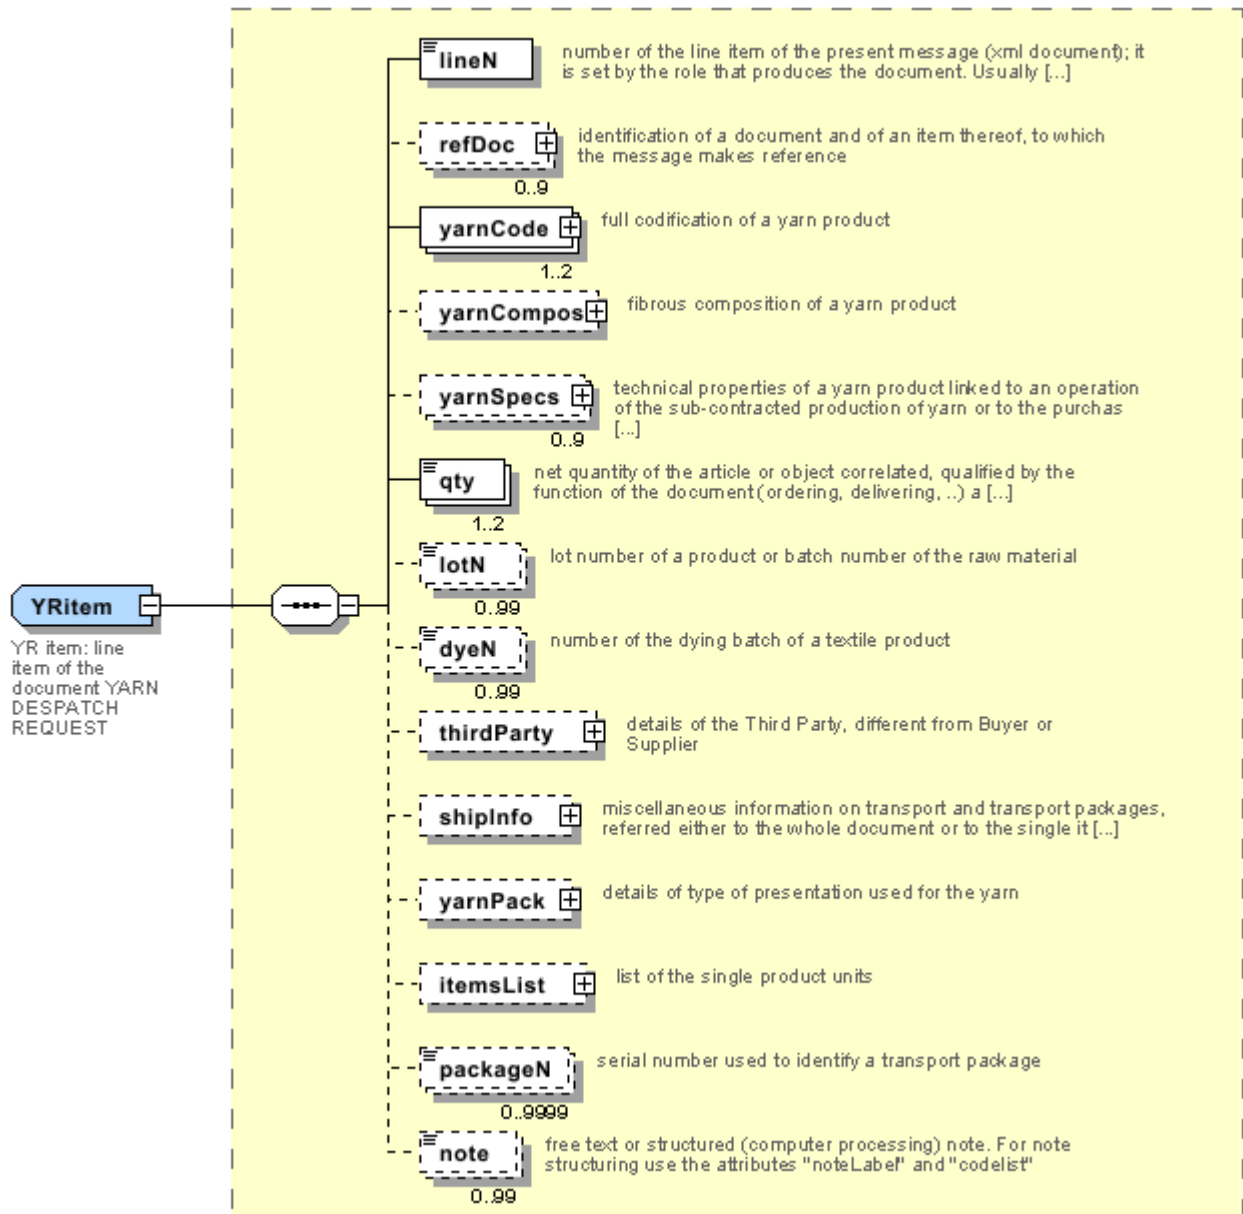 lineN
number of the line item of the present message (xml document); it
is set by the role that produces the document. Usually [...]
refDoc
identification of a document and of an item thereof, to which
the message makes reference
0..9
yarnCode
full codification of a yarn product
1..2
yarnCompos
fibrous composition of a yarn product
yarnSpecs
technical properties of a yarn product linked to an operation
of the sub-contracted production of yarn or to the purchas
[...]
0..9
qty
net quantity of the article or object correlated, qualified by the
function of the document (ordering, delivering, ..) a [...]
1..2
lotN
lot number of a product or batch number of the raw material
0..99
YRitem
YR item: line
item of the
document YARN
DESPATCH
REQUEST
dyeN
number of the dying batch of a textile product
0..99
thirdParty
details of the Third Party, different from Buyer or
Supplier
shipInfo
miscellaneous information on transport and transport packages,
referred either to the whole document or to the single it [...]
yarnPack
details of type of presentation used for the yarn
itemsList
list of the single product units
packageN
serial number used to identify a transport package
0..9999
note
free text or structured (computer processing) note. For note
structuring use the attributes "noteLabel" and "codelist"
0..99